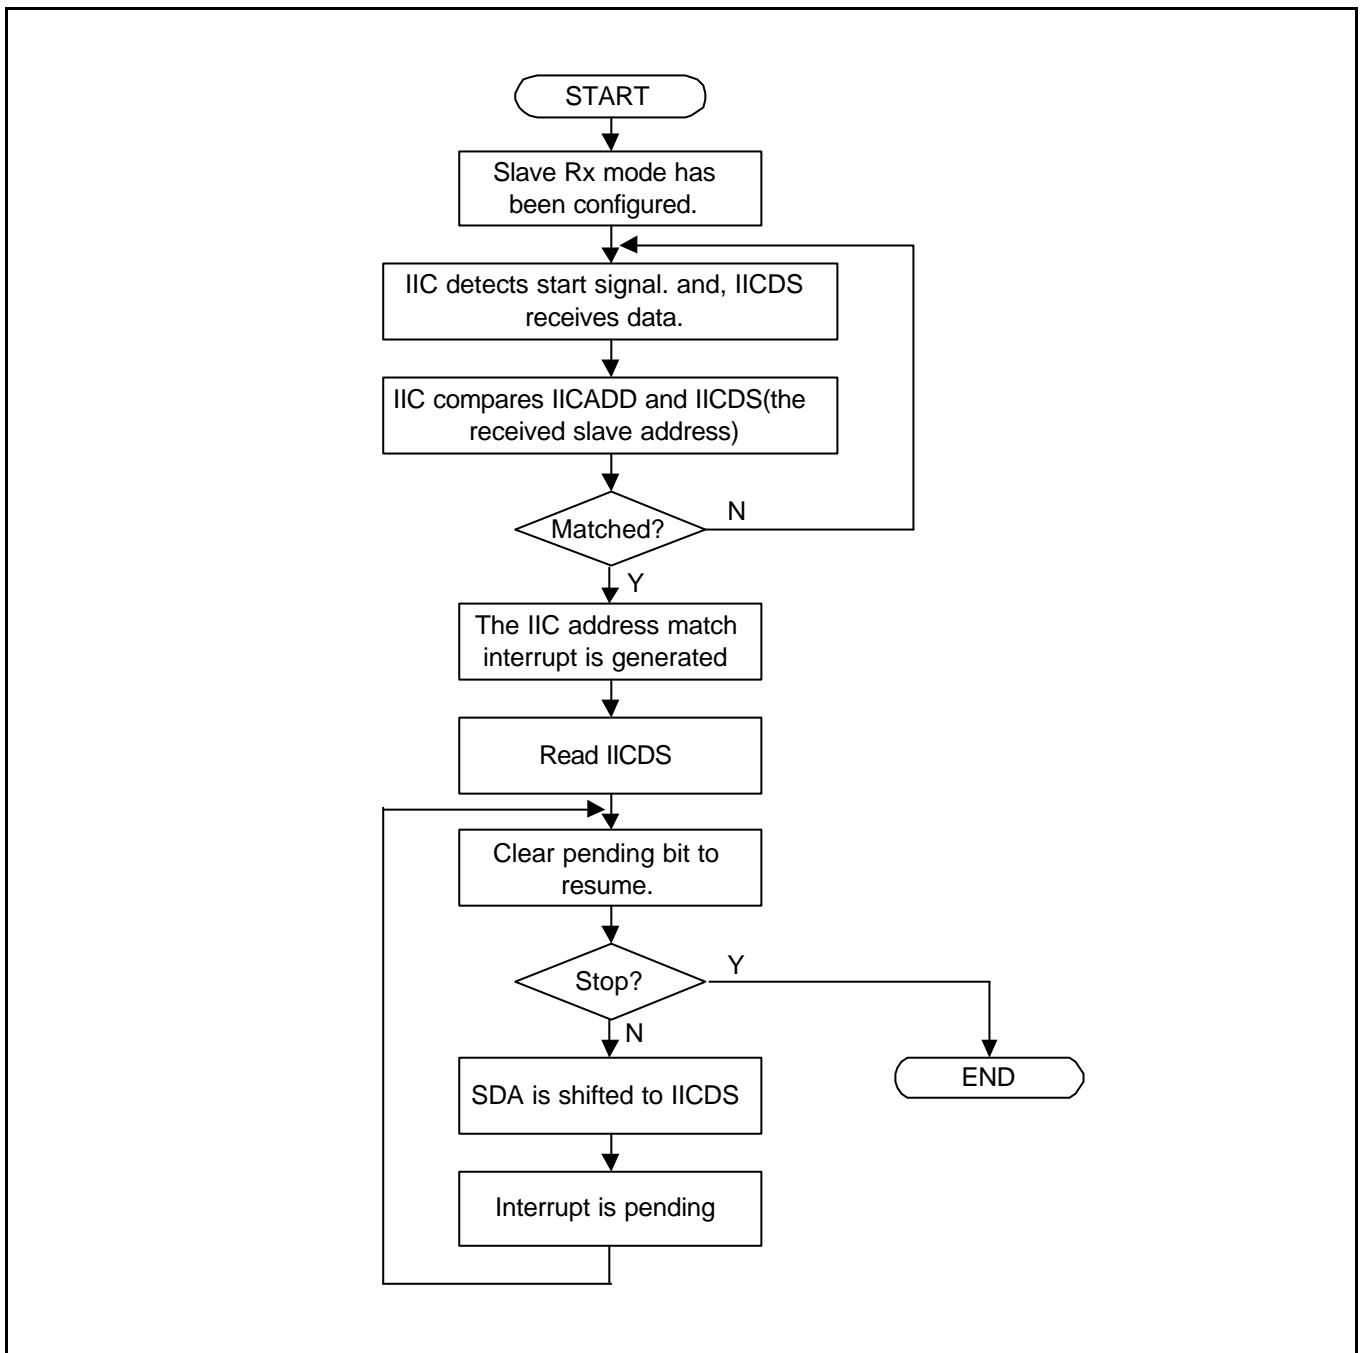 START
Slave Rx mode has
been configured.
IIC detects start signal. and, IICDS
receives data.
IIC compares IICADD and IICDS(the
received slave address)
Matched?
N
Y
The IIC address match
interrupt is generated
Read IICDS
Clear pending bit to
resume.
Stop?
Y
N
SDA is shifted to IICDS
END
Interrupt is pending